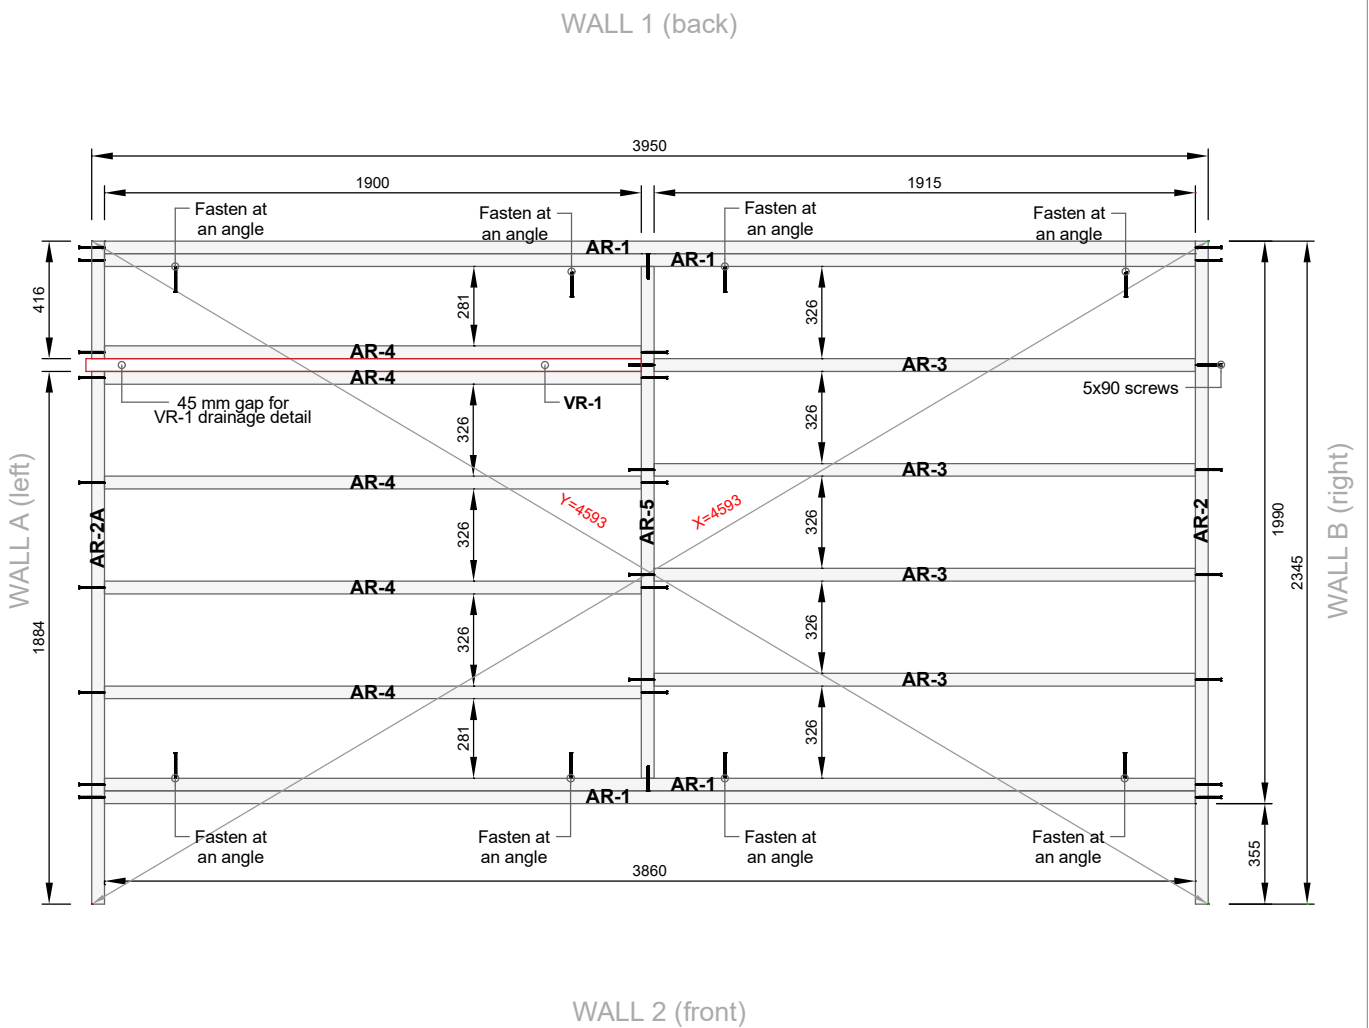 WALL 1 (back)
3950
1900
1915
Fasten at
an angle
Fasten at
an angle
Fasten at
an angle
Fasten at
an angle
AR-1
AR-1
416
281
326
AR-4
AR-3
AR-4
5x90 screws
45 mm gap for
VR-1 drainage detail
VR-1
326
326
AR-3
AR-4
WALL A (left)
AR-2A
Y=4593
AR-5
X=4593
AR-2
1990
2345
WALL B (right)
326
326
AR-3
AR-4
1884
326
326
AR-3
AR-4
281
326
AR-1
AR-1
Fasten at
an angle
Fasten at
an angle
Fasten at
an angle
Fasten at
an angle
355
3860
WALL 2 (front)